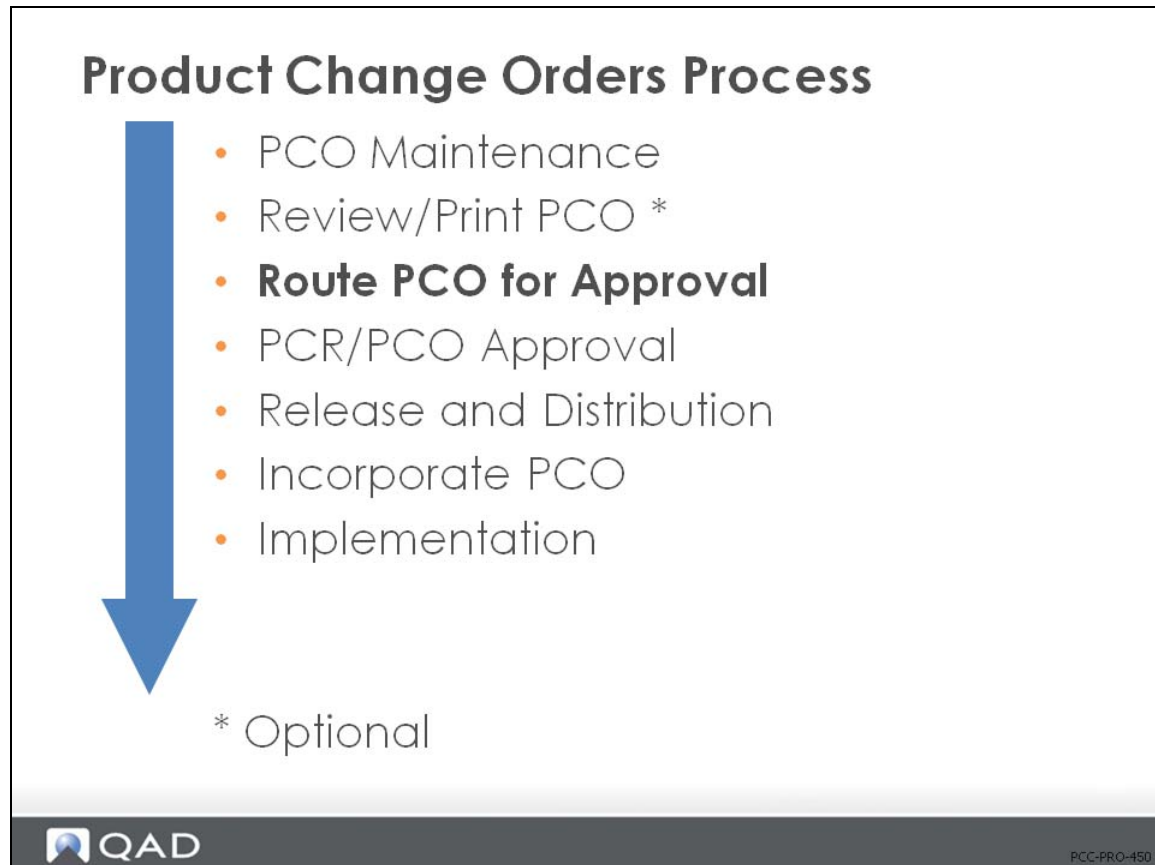 Product Change Orders Process
• PCO Maintenance
• Review/Print PCO *
• Route PCO for Approval
• PCR/PCO Approval
• Release and Distribution
• Incorporate PCO
• Implementation
* Optional
QAD
PCC-PRO-450